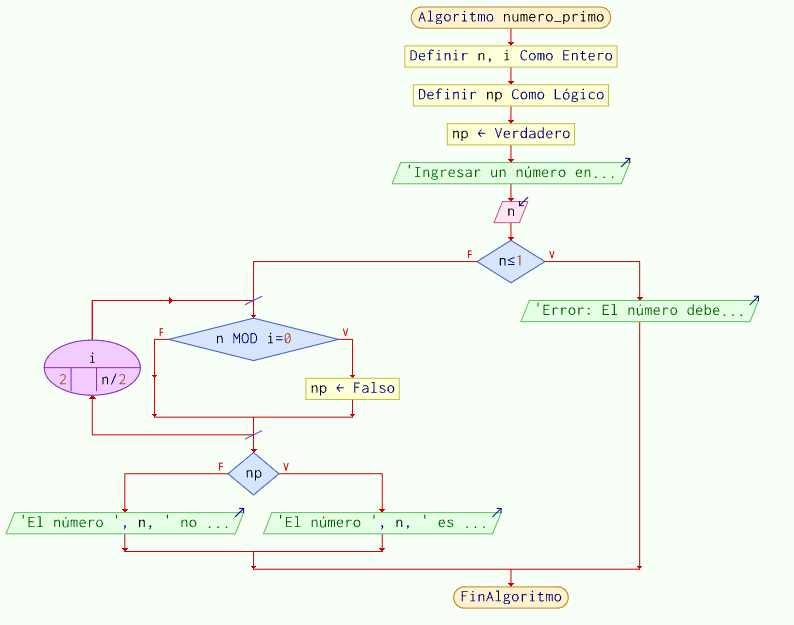 Algoritmo numero_primo
Definir n, i Como Entero
Definir np Como Lógico
np ← Verdadero
'Ingresar un número en...
n
F
n≤1
V
'Error: El número debe...
F
n MOD i=0
V
i
2
n/2
np ← Falso
F
np
V
'El número ', n, ' no ...
'El número ', n, ' es ...
FinAlgoritmo